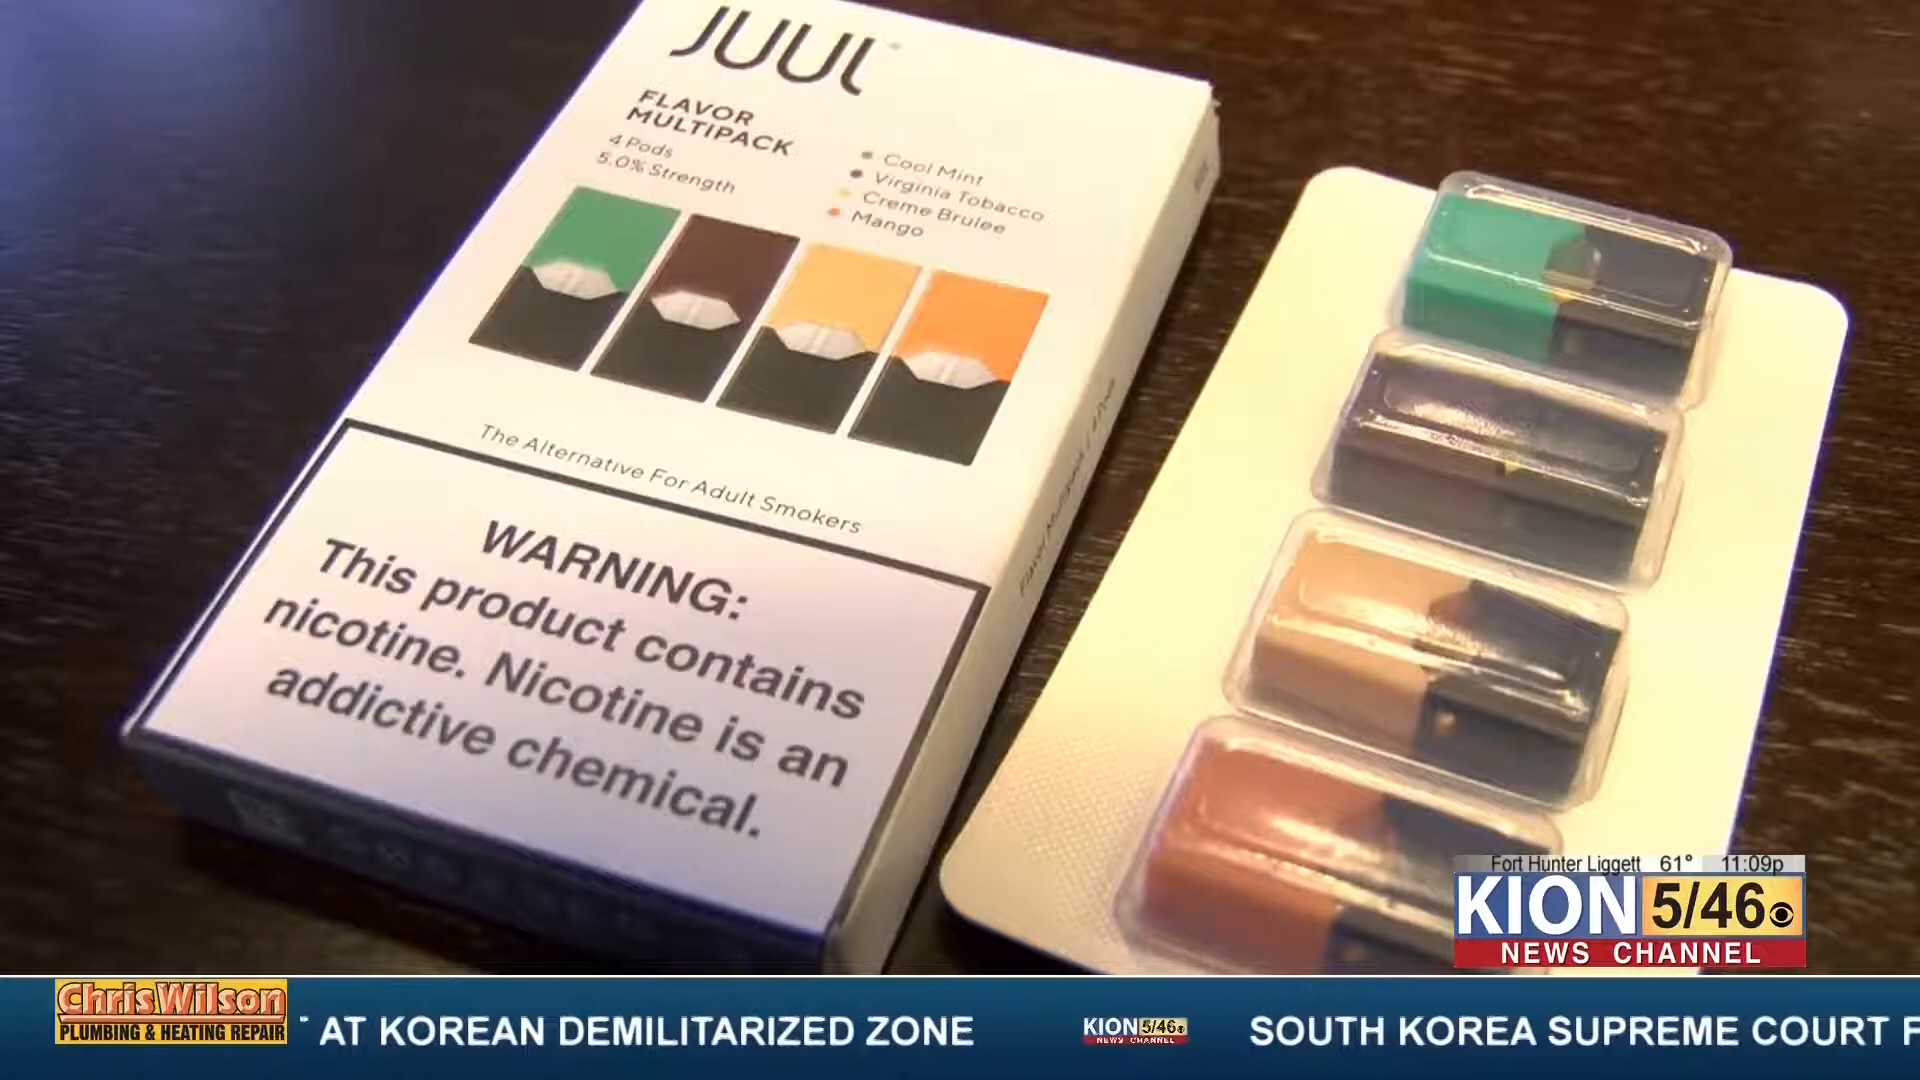 JUUL
FLAVOR
MULTIPACK
4 Pods
5.0% Strength
Cool Mint
Virginia Tobacco
Creme Brulee
Mango
The Alternative For Adult Smokers
WARNING:
This product contains
nicotine. Nicotine is an
addictive chemical.
Fort Hunter Liggett 61° 11:09p
KION 5/46
NEWS CHANNEL
Chris Wilson
PLUMBING & HEATING REPAIR
AT KOREAN DEMILITARIZED ZONE
KION 5/46
NEWS CHANNEL
SOUTH KOREA SUPREME COURT F